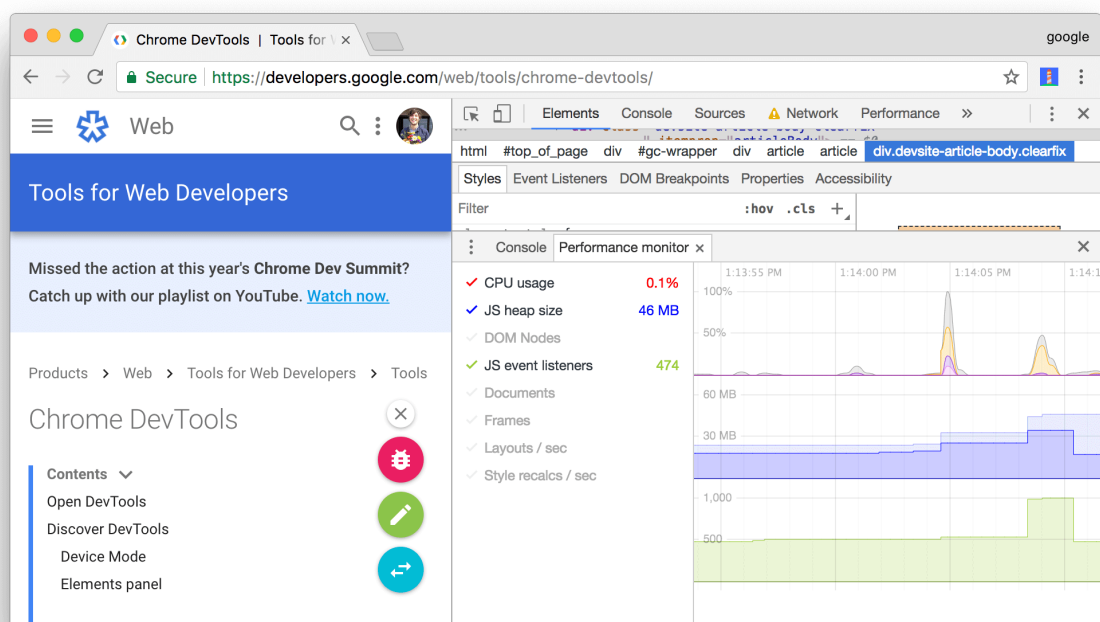 Chrome DevTools | Tools for W
google
Secure https://developers.google.com/web/tools/chrome-devtools/
Web
Elements Console Sources Network Performance »
html #top_of_page div #gc-wrapper div article article div.devsite-article-body.clearfix
Styles Event Listeners DOM Breakpoints Properties Accessibility
Filter :hov .cls +
Console Performance monitor ×
Tools for Web Developers
Missed the action at this year's Chrome Dev Summit?
Catch up with our playlist on YouTube. Watch now.
Products > Web > Tools for Web Developers > Tools
Chrome DevTools
Contents
Open DevTools
Discover DevTools
Device Mode
Elements panel
CPU usage 0.1%
JS heap size 46 MB
DOM Nodes
JS event listeners 474
Documents
Frames
Layouts / sec
Style recalcs / sec
1:13:55 PM 1:14:00 PM 1:14:05 PM 1:14:1
100%
50%
60 MB
30 MB
1,000
500